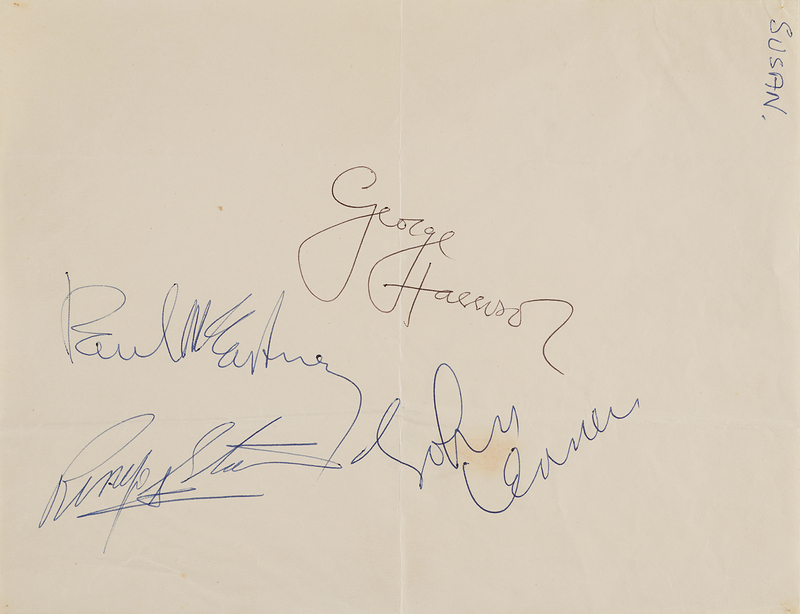 SUSAN.
George
Harrison
Paul McCartney
John
Lennon
Ringo Starr